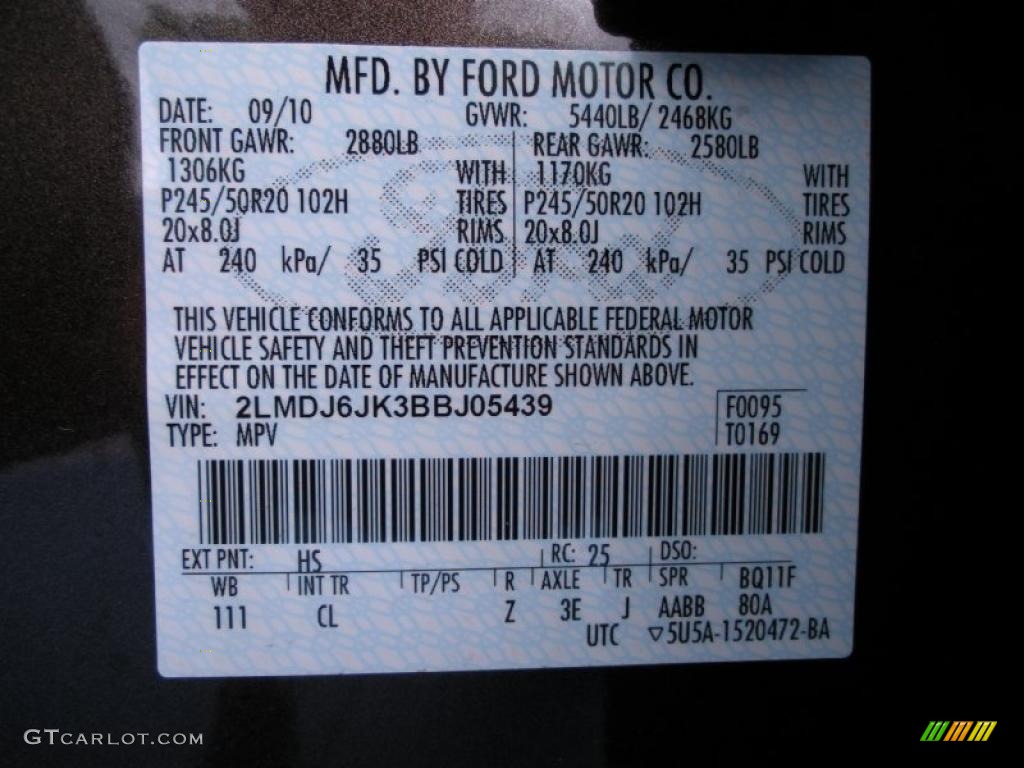 MFD. BY FORD MOTOR CO.
DATE: 09/10 GVWR: 5440LB/ 2468KG
FRONT GAWR: 2880LB REAR GAWR: 2580LB
1306KG WITH 1170KG WITH
P245/50R20 102H TIRES P245/50R20 102H TIRES
20x8.0J RIMS 20x8.0J RIMS
AT 240 kPa/ 35 PSI COLD AT 240 kPa/ 35 PSI COLD
THIS VEHICLE CONFORMS TO ALL APPLICABLE FEDERAL MOTOR
VEHICLE SAFETY AND THEFT PREVENTION STANDARDS IN
EFFECT ON THE DATE OF MANUFACTURE SHOWN ABOVE.
VIN: 2LMDJ6JK3BBJ05439 F0095
TYPE: MPV T0169
EXT PNT: HS RC: 25 DSO:
WB INT TR TP/PS R AXLE TR SPR BQ11F
111 CL Z 3E J AABB 80A
UTC ▽5U5A-1520472-BA
GTCARLOT.COM